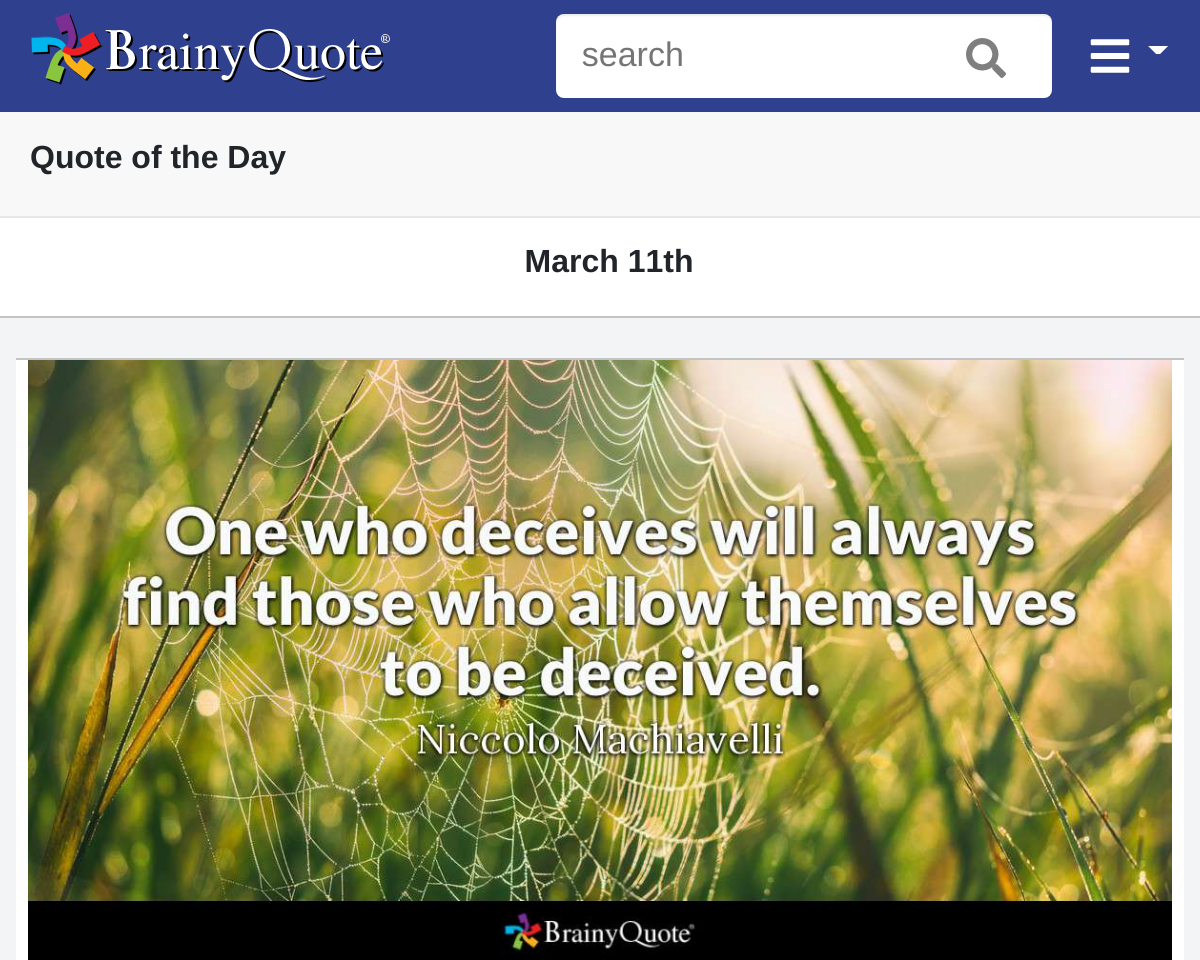 BrainyQuote®
search
Quote of the Day
March 11th
One who deceives will always
find those who allow themselves
to be deceived.
Niccolo Machiavelli
BrainyQuote®